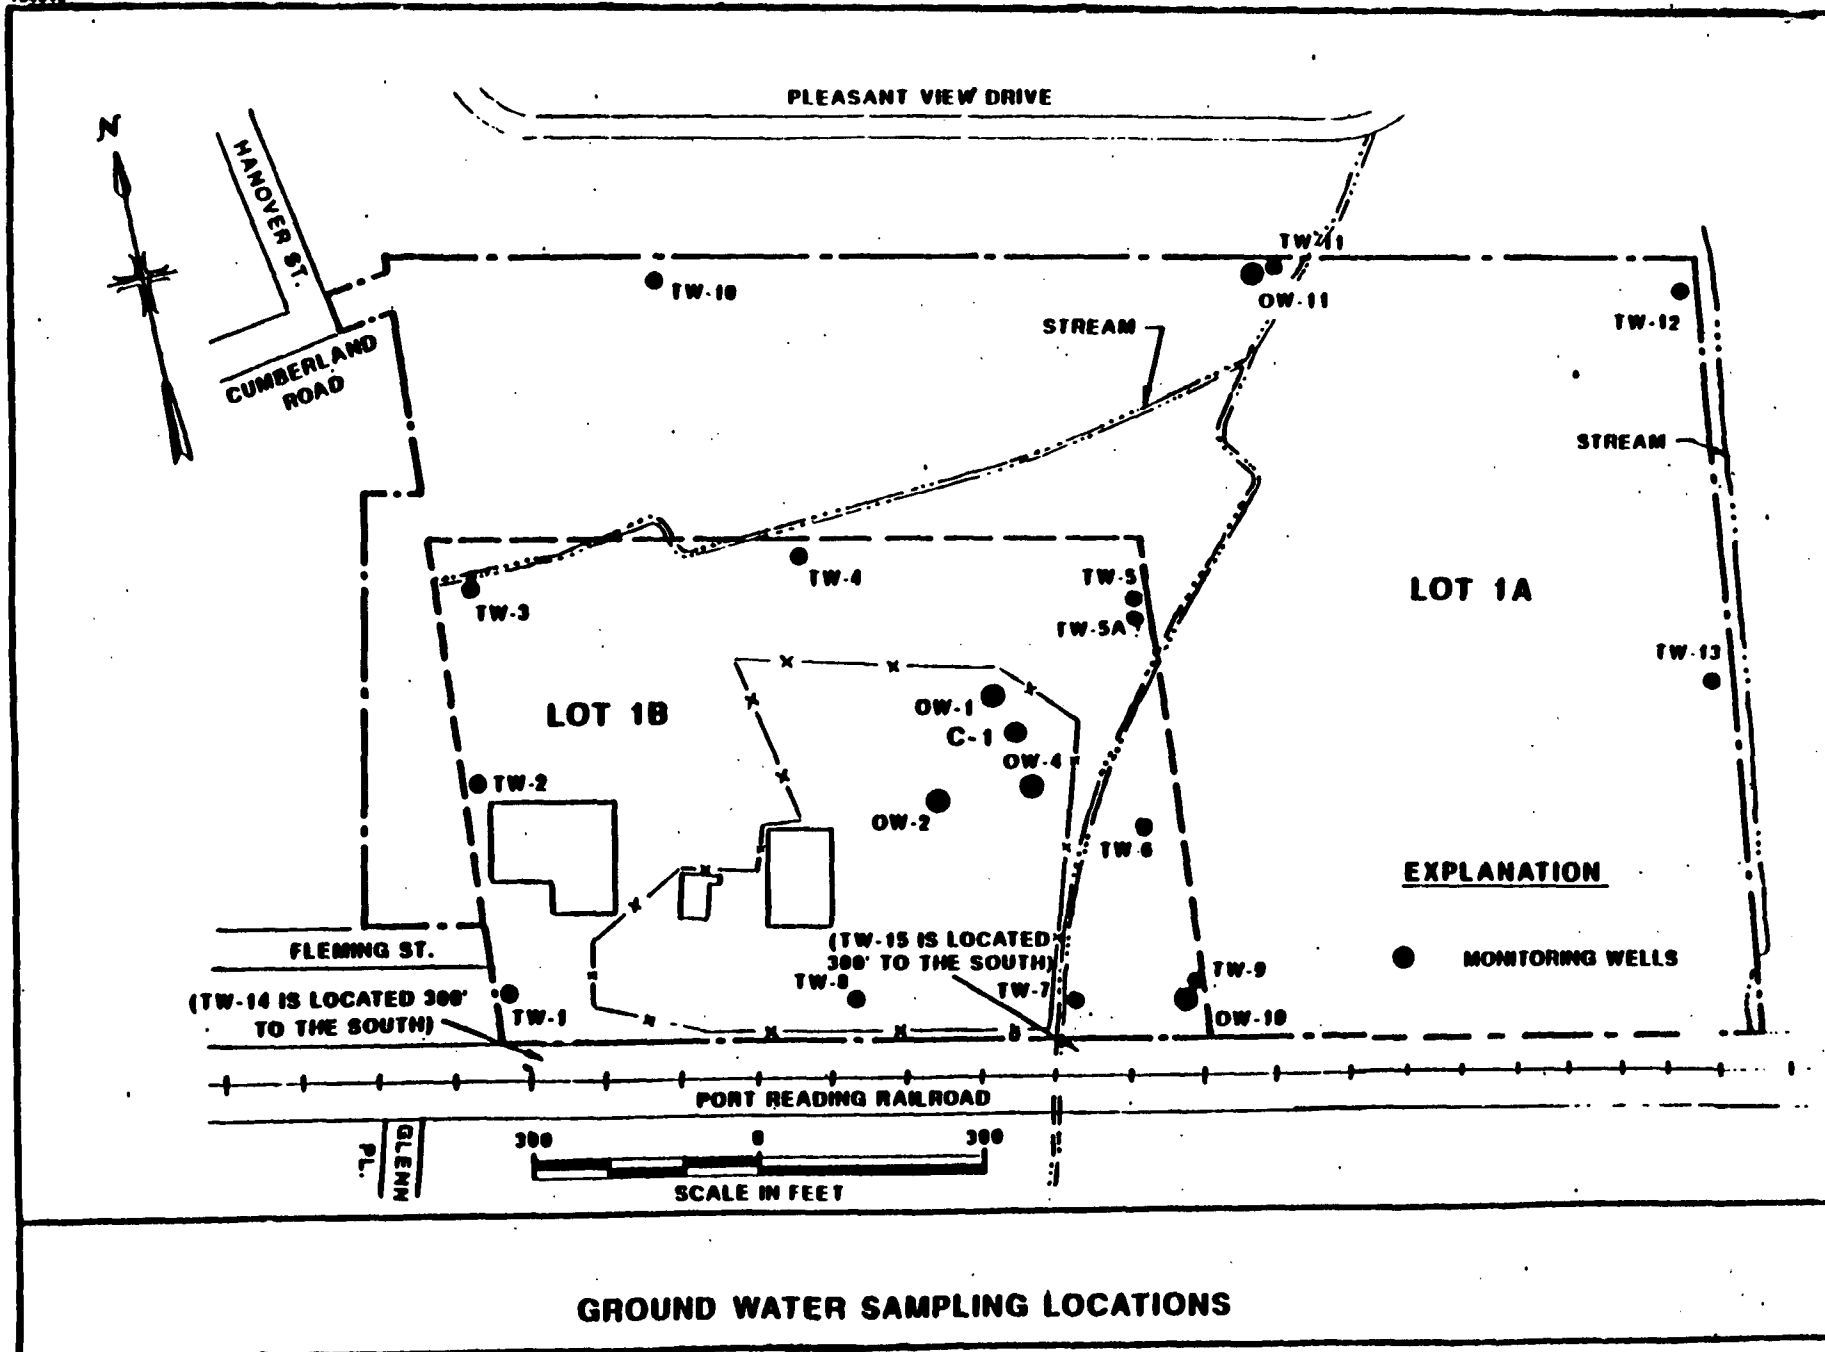 PLEASANT VIEW DRIVE
N
HANOVER ST.
TW-11
TW-10
OW-11
TW-12
STREAM
CUMBERLAND
ROAD
STREAM
TW-4
TW-5
LOT 1A
TW-3
TW-5A
TW-13
LOT 1B
OW-1
C-1
OW-4
TW-2
OW-2
TW-6
EXPLANATION
FLEMING ST.
(TW-15 IS LOCATED
300' TO THE SOUTH)
MONITORING WELLS
TW-9
TW-8
TW-7
(TW-14 IS LOCATED 300'
TO THE SOUTH)
TW-1
OW-10
PORT READING RAILROAD
GLENN
PL.
300 0 300
SCALE IN FEET
GROUND WATER SAMPLING LOCATIONS